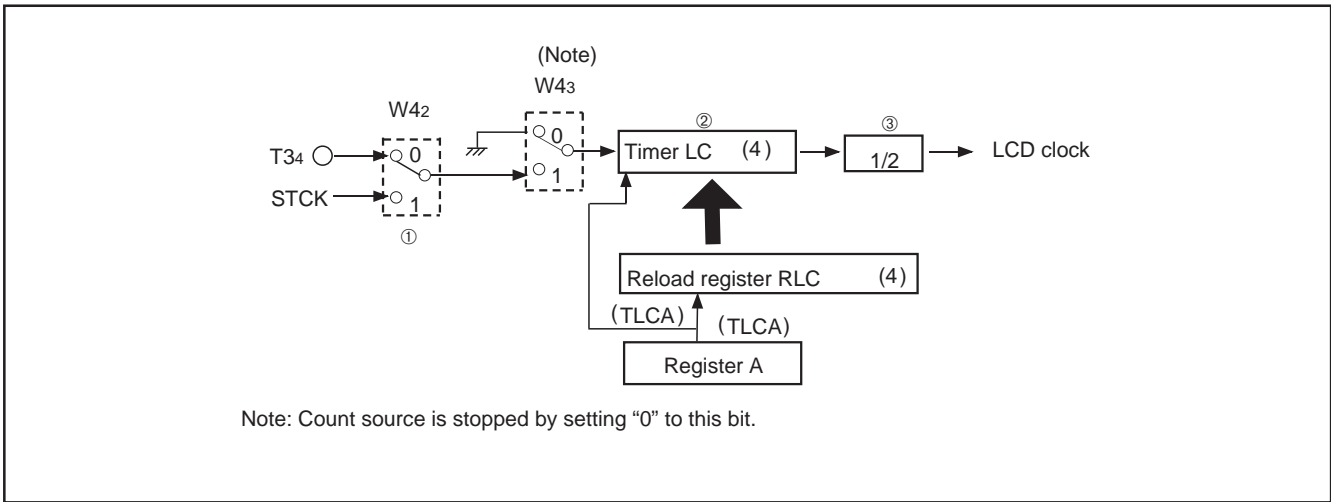 (Note)
W43
W42
②
③
0
0
T34
Timer LC (4)
1/2
LCD clock
1
STCK
1
①
Reload register RLC (4)
(TLCA)
(TLCA)
Register A
Note: Count source is stopped by setting “0” to this bit.